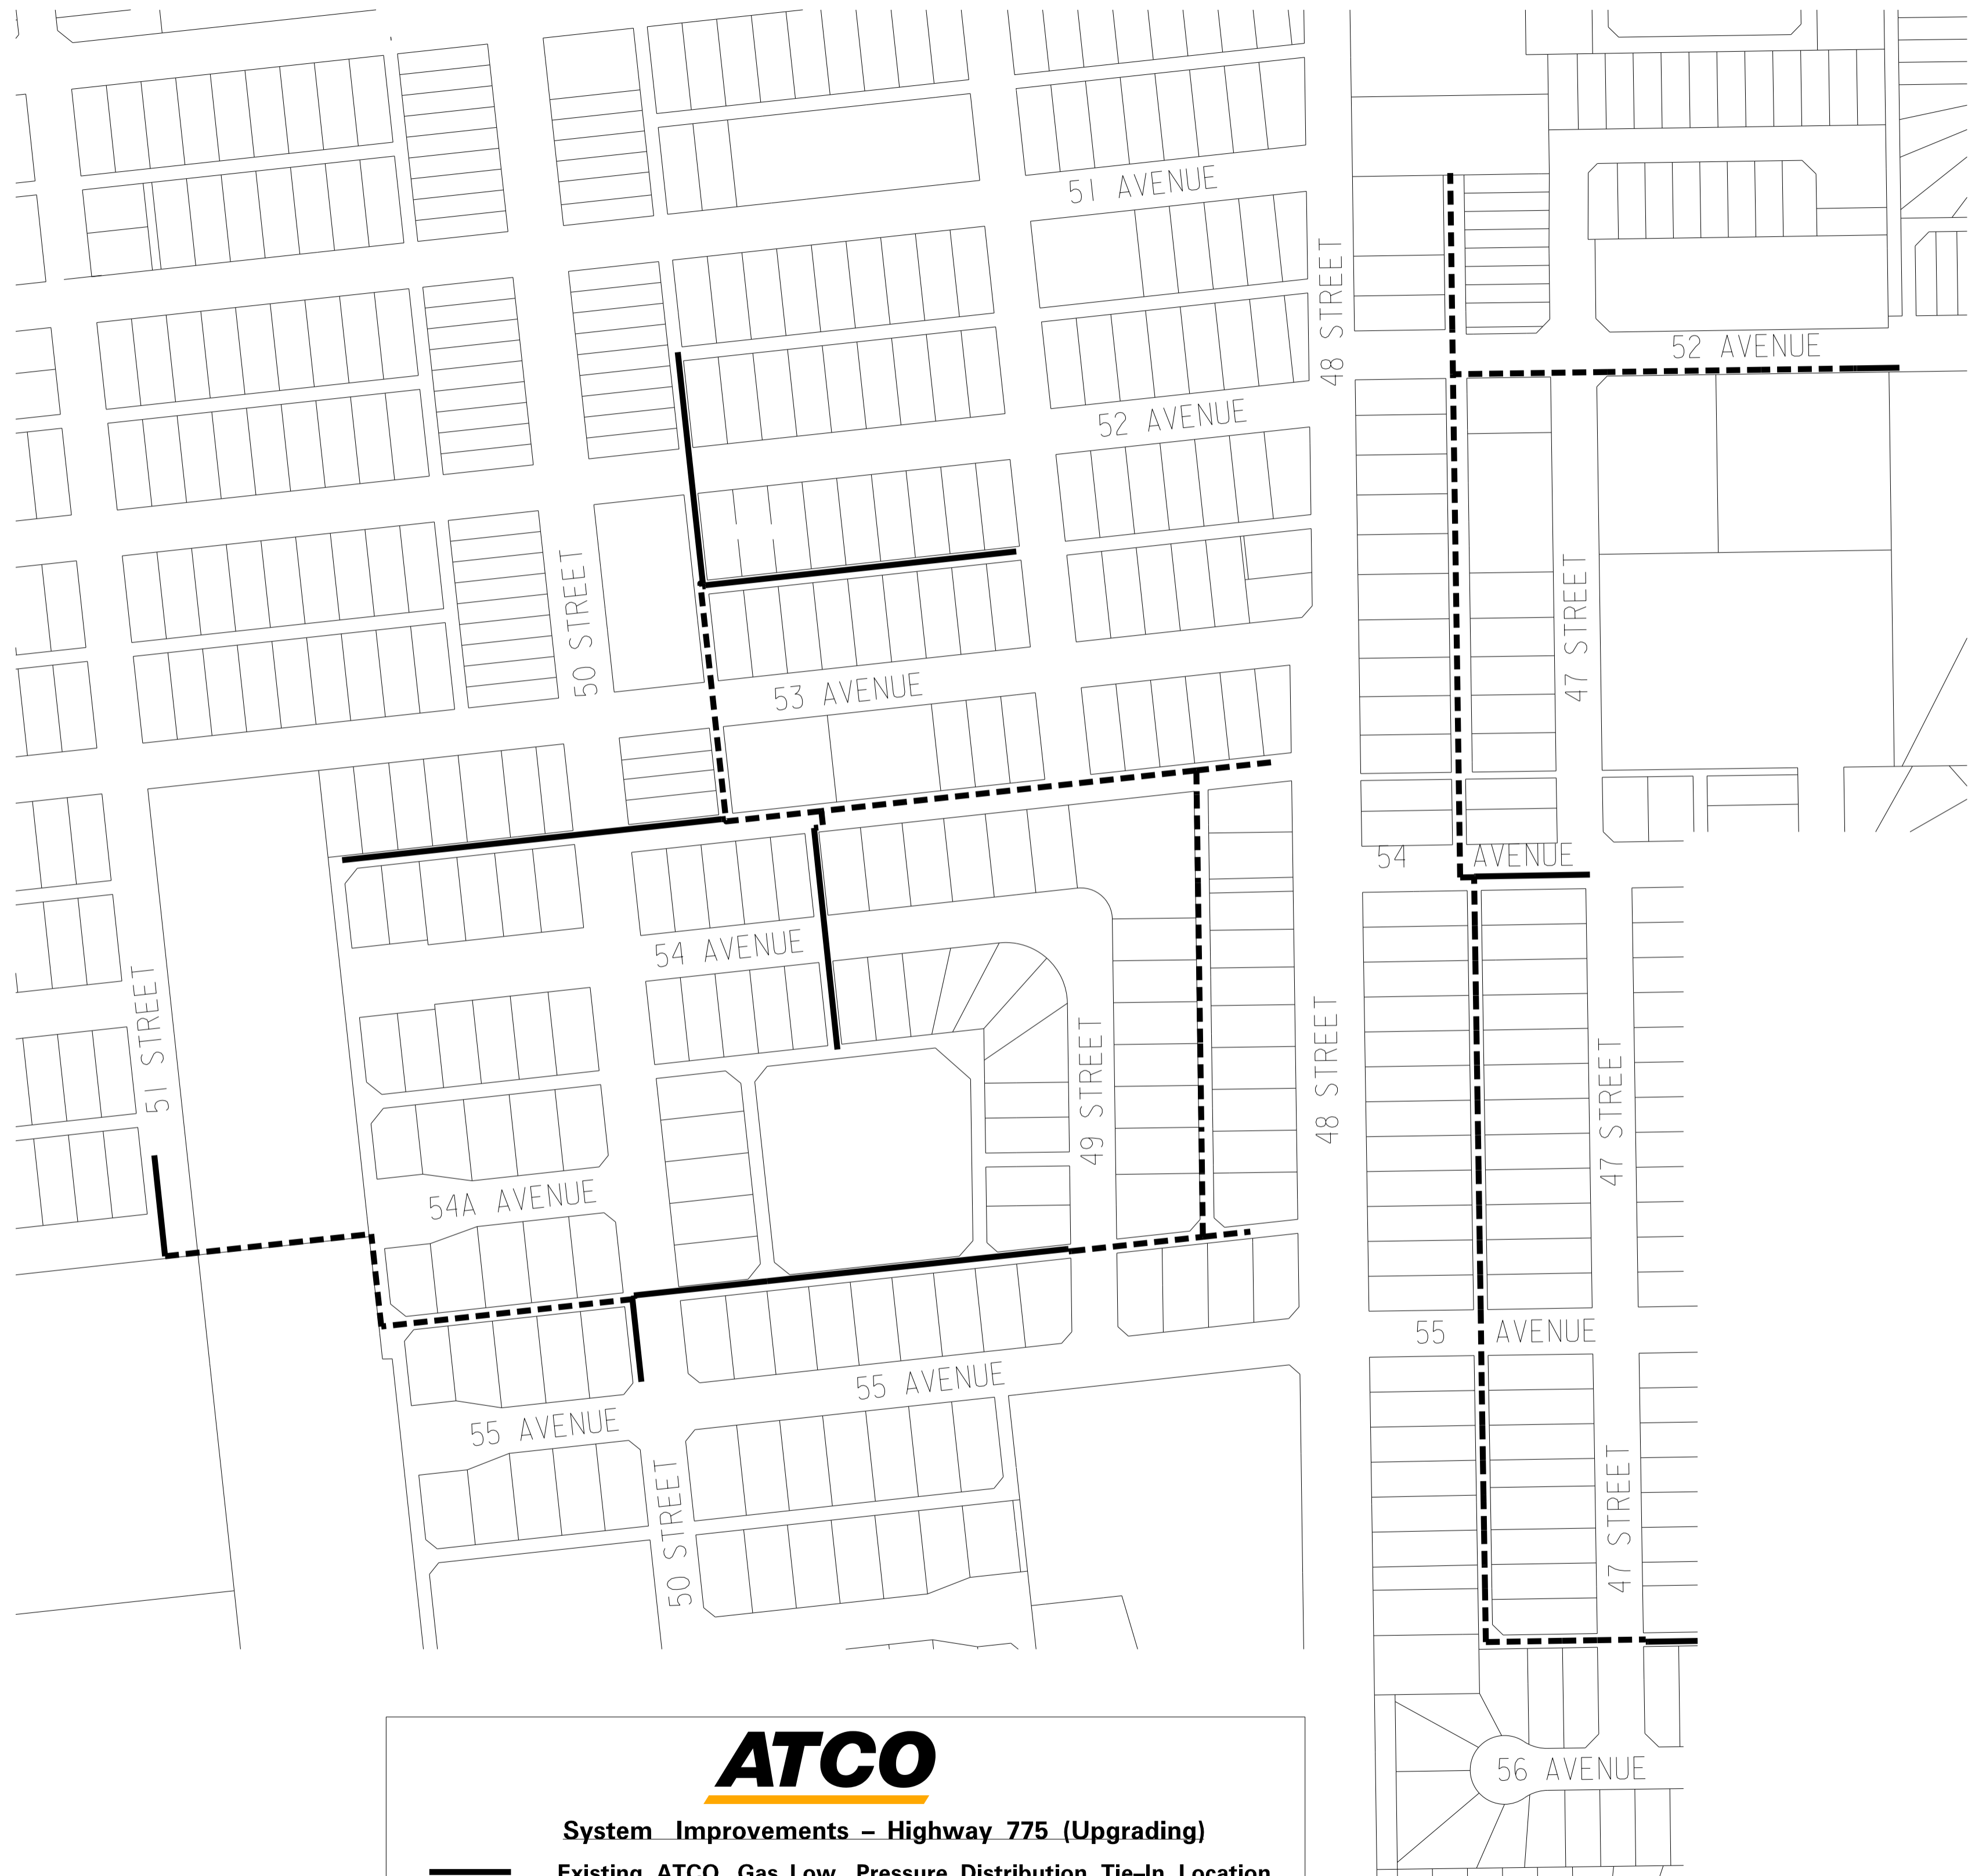 51 AVENUE
48 STREET
52 AVENUE
52 AVENUE
50 STREET
47 STREET
53 AVENUE
54 AVENUE
54 AVENUE
51 STREET
49 STREET
48 STREET
47 STREET
54A AVENUE
55 AVENUE
55 AVENUE
55 AVENUE
50 STREET
47 STREET
56 AVENUE
ATCO
System Improvements – Highway 775 (Upgrading)
Existing ATCO Gas Low Pressure Distribution Tie–In Location